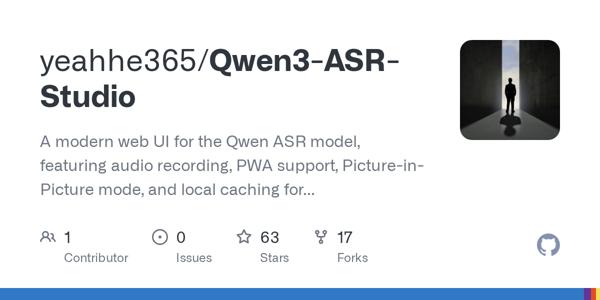 yeahhe365/Qwen3-ASR-
Studio
A modern web UI for the Qwen ASR model,
featuring audio recording, PWA support, Picture-in-
Picture mode, and local caching for...
1
Contributor
0
Issues
63
Stars
17
Forks